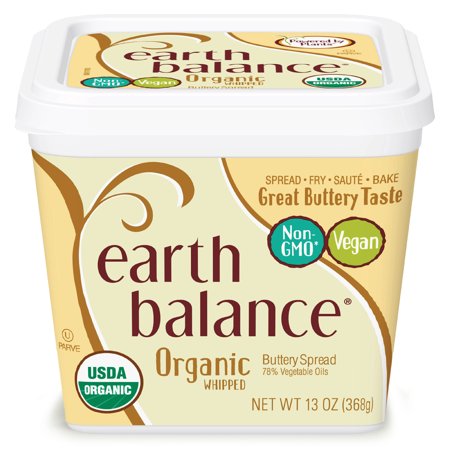 Powered by Plants™
earth
balance®
Non-
GMO*
Vegan
Organic
WHIPPED
Buttery Spread
USDA
ORGANIC
SPREAD • FRY • SAUTÉ • BAKE
Great Buttery Taste
Non-
GMO*
Vegan
earth
balance®
U
PARVE
USDA
ORGANIC
Organic
WHIPPED
Buttery Spread
78% Vegetable Oils
NET WT 13 OZ (368g)